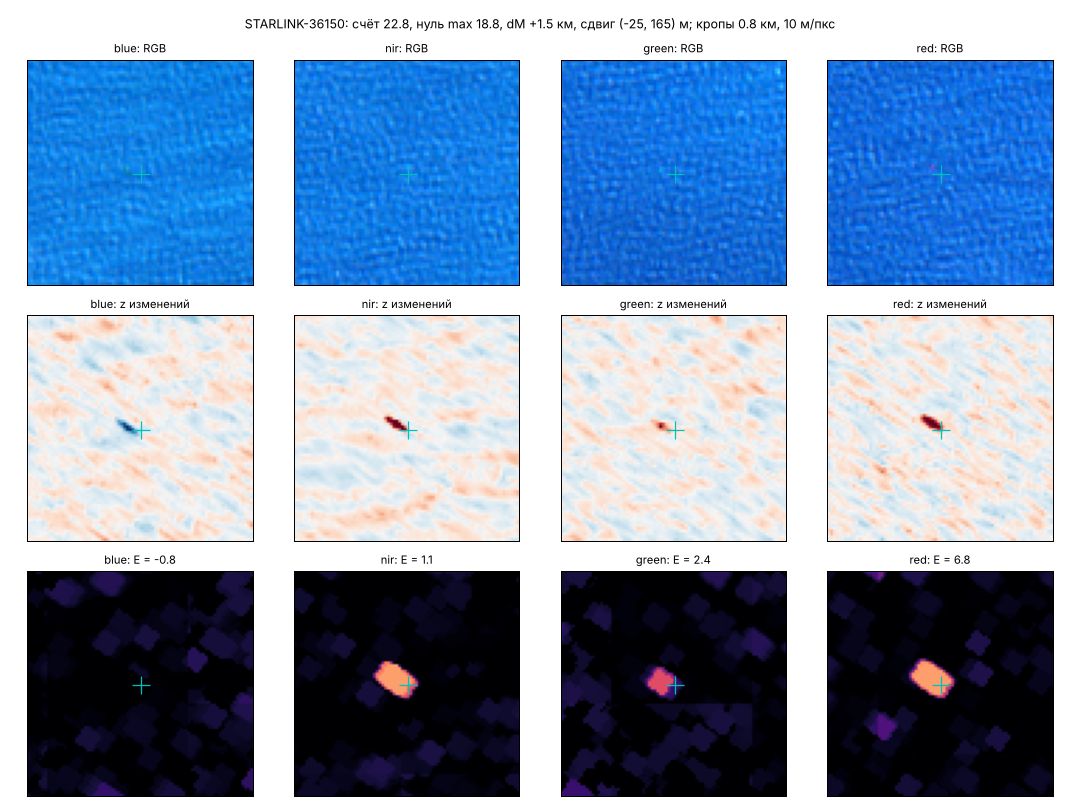 STARLINK-36150: счёт 22.8, нуль max 18.8, dM +1.5 км, сдвиг (-25, 165) м; кропы 0.8 км, 10 м/пкс
blue: RGB
nir: RGB
green: RGB
red: RGB
blue: z изменений
nir: z изменений
green: z изменений
red: z изменений
blue: E = -0.8
nir: E = 1.1
green: E = 2.4
red: E = 6.8